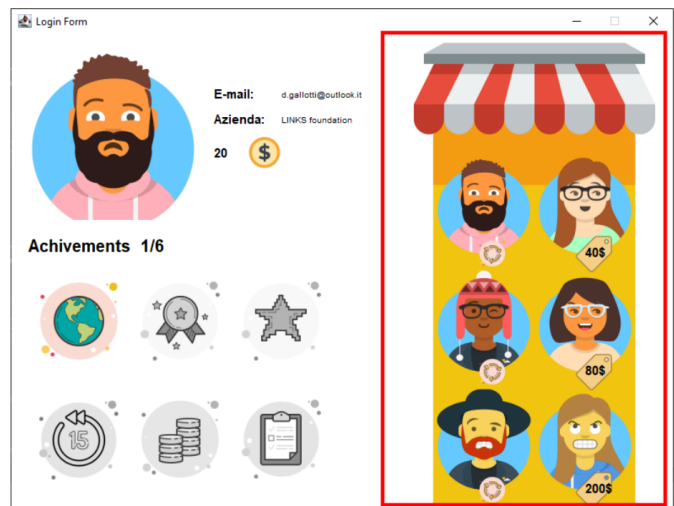 Login Form
E-mail: d.gallotti@outlook.it
Azienda: LINKS foundation
20 $
Achivements 1/6
15
40$
80$
200$